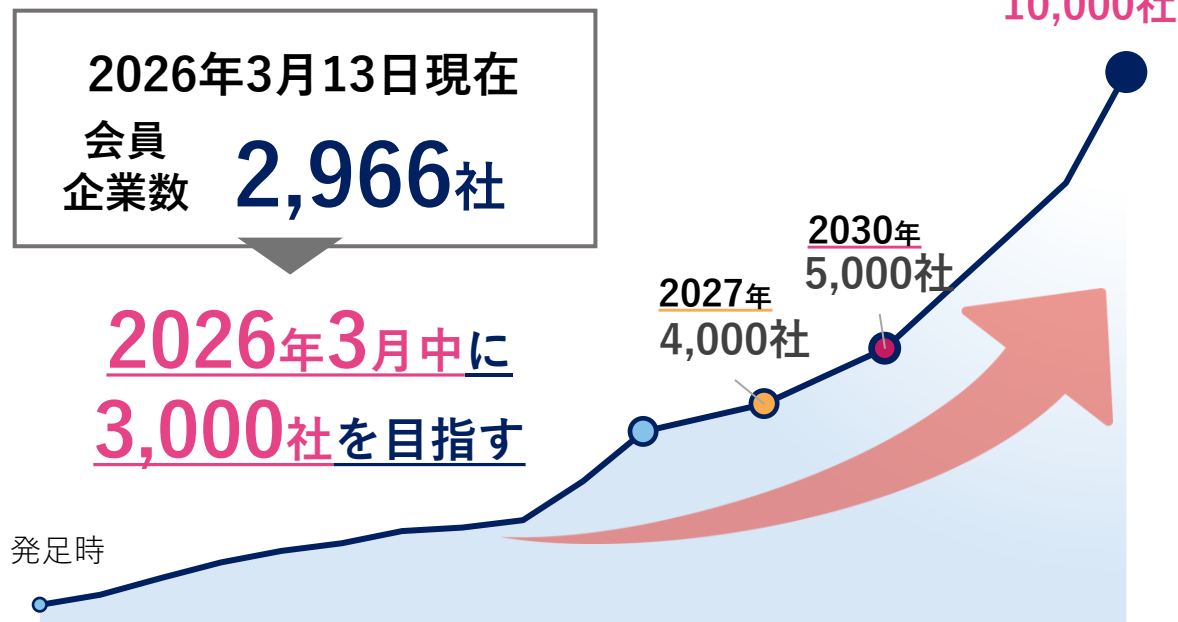 10,000社
2026年3月13日現在
会員
企業数
2,966社
2030年
5,000社
2027年
4,000社
2026年3月中に
3,000社を目指す
発足時